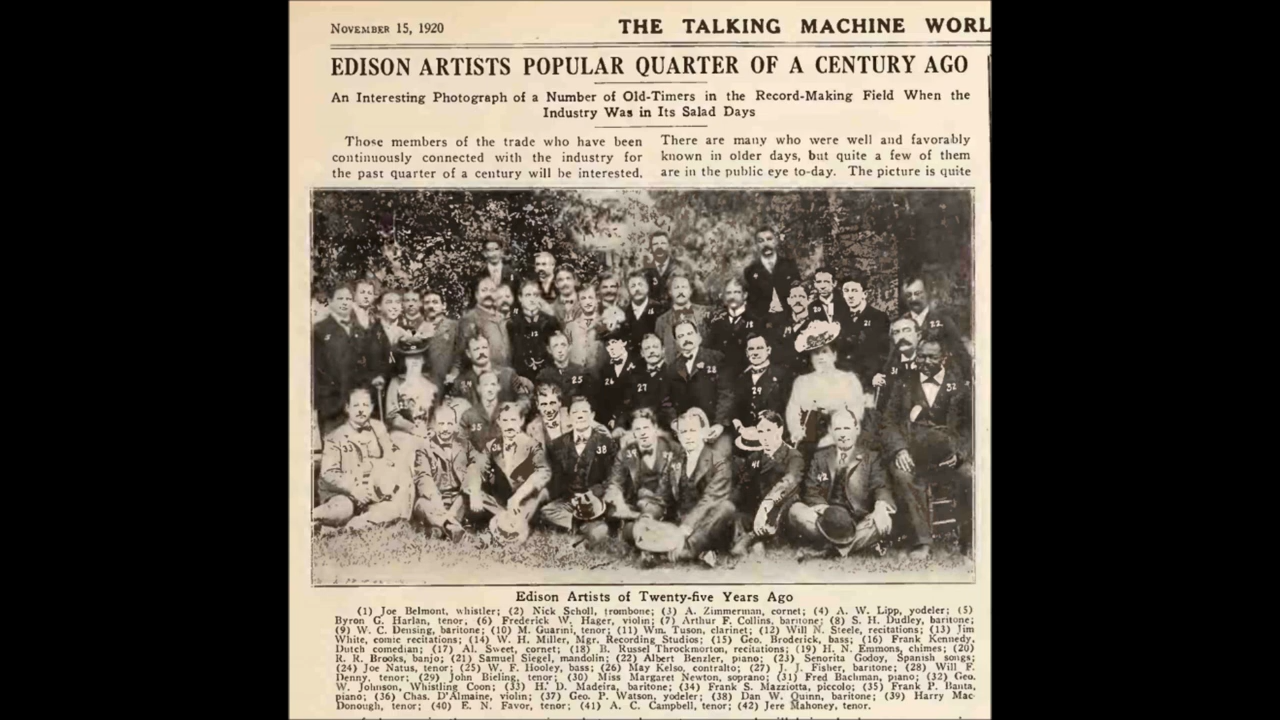 NOVEMBER 15, 1920
THE TALKING MACHINE WORL
EDISON ARTISTS POPULAR QUARTER OF A CENTURY AGO
An Interesting Photograph of a Number of Old-Timers in the Record-Making Field When the
Industry Was in Its Salad Days
Those members of the trade who have been
continuously connected with the industry for
the past quarter of a century will be interested,
There are many who were well and favorably
known in older days, but quite a few of them
are in the public eye to-day. The picture is quite
Edison Artists of Twenty-five Years Ago
(1) Joe Belmont, whistler; (2) Nick Scholl, trombone; (3) A. Zimmerman, cornet; (4) A. W. Lipp, yodeler; (5)
Byron G. Harlan, tenor, (6) Frederick W. Hager, violin; (7) Arthur F. Collins, baritone; (8) S. H. Dudley, baritone;
(9) W. C. Densing, baritone; (10) M. Guarini, tenor; (11) Wm. Tuson, clarinet; (12) Will N. Steele, recitations; (13) Jim
White, comic recitations; (14) W. H. Miller, Mgr. Recording Studios; (15) Geo. Broderick, bass; (16) Frank Kennedy,
Dutch comedian; (17) Al. Sweet, cornet; (18) B. Russel Throckmorton, recitations; (19) H. N. Emmons, chimes; (20)
R. R. Brooks, banjo; (21) Samuel Siegel, mandolin; (22) Albert Benzler, piano; (23) Senorita Godoy, Spanish songs;
(24) Joe Natus, tenor; (25) W. F. Hooley, bass; (26) May Kelso, contralto; (27) J. J. Fisher, baritone; (28) Will F.
Denny, tenor; (29) John Bieling, tenor; (30) Miss Margaret Newton, soprano; (31) Fred Bachman, piano; (32) Geo.
W. Johnson, Whistling Coon; (33) H. D. Madeira, baritone; (34) Frank S. Mazziotta, piccolo; (35) Frank P. Banta,
piano; (36) Chas. D'Almaine, violin; (37) Geo. P. Watson, yodeler; (38) Dan W. Quinn, baritone; (39) Harry Mac
Donough, tenor; (40) E. N. Favor, tenor; (41) A. C. Campbell, tenor; (42) Jere Mahoney, tenor.